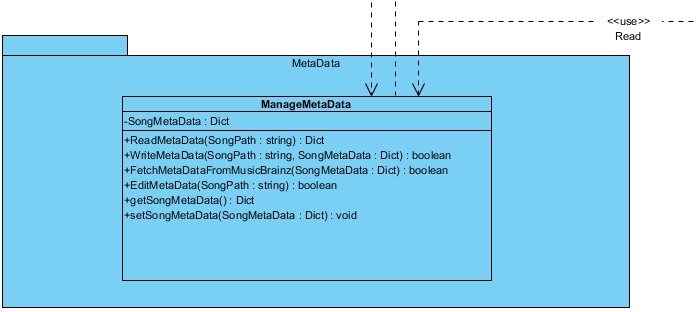 <<use>>
Read
MetaData
ManageMetaData
-SongMetaData : Dict
+ReadMetaData(SongPath : string) : Dict
+WriteMetaData(SongPath : string, SongMetaData : Dict) : boolean
+FetchMetaDataFromMusicBrainz(SongMetaData : Dict) : boolean
+EditMetaData(SongPath : string) : boolean
+getSongMetaData() : Dict
+setSongMetaData(SongMetaData : Dict) : void